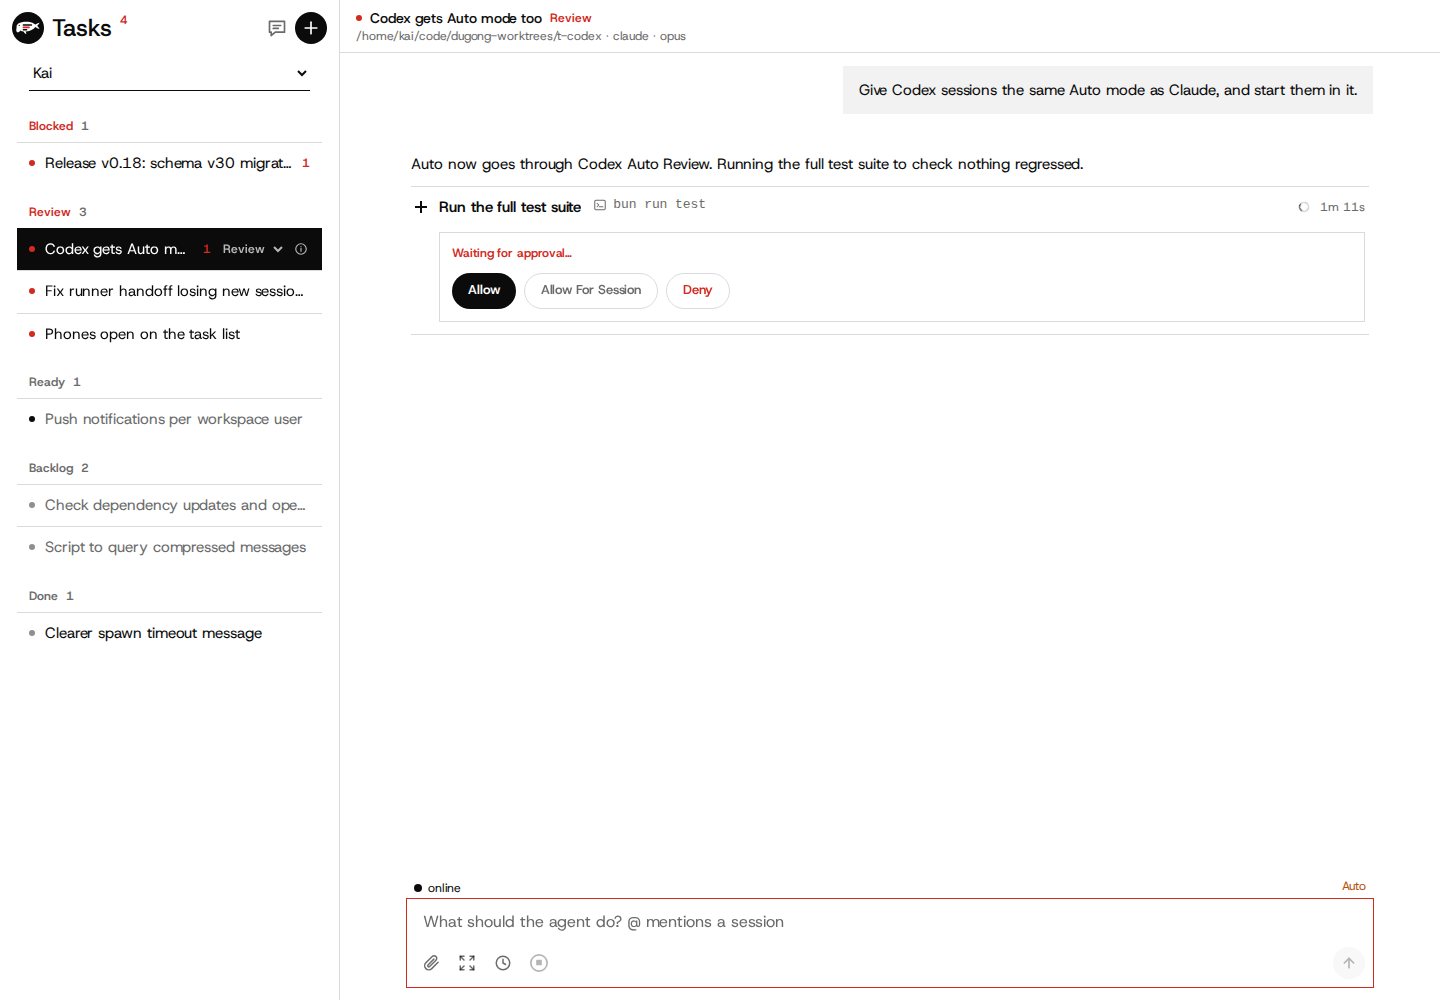 Tasks 4
Kai
Blocked 1
Release v0.18: schema v30 migrat... 1
Review 3
Codex gets Auto m... 1 Review
Fix runner handoff losing new sessio...
Phones open on the task list
Ready 1
Push notifications per workspace user
Backlog 2
Check dependency updates and ope...
Script to query compressed messages
Done 1
Clearer spawn timeout message
Codex gets Auto mode too Review
/home/kai/code/dugong-worktrees/t-codex · claude · opus
Give Codex sessions the same Auto mode as Claude, and start them in it.
Auto now goes through Codex Auto Review. Running the full test suite to check nothing regressed.
Run the full test suite bun run test 1m 11s
Waiting for approval...
Allow Allow For Session Deny
online Auto
What should the agent do? @ mentions a session